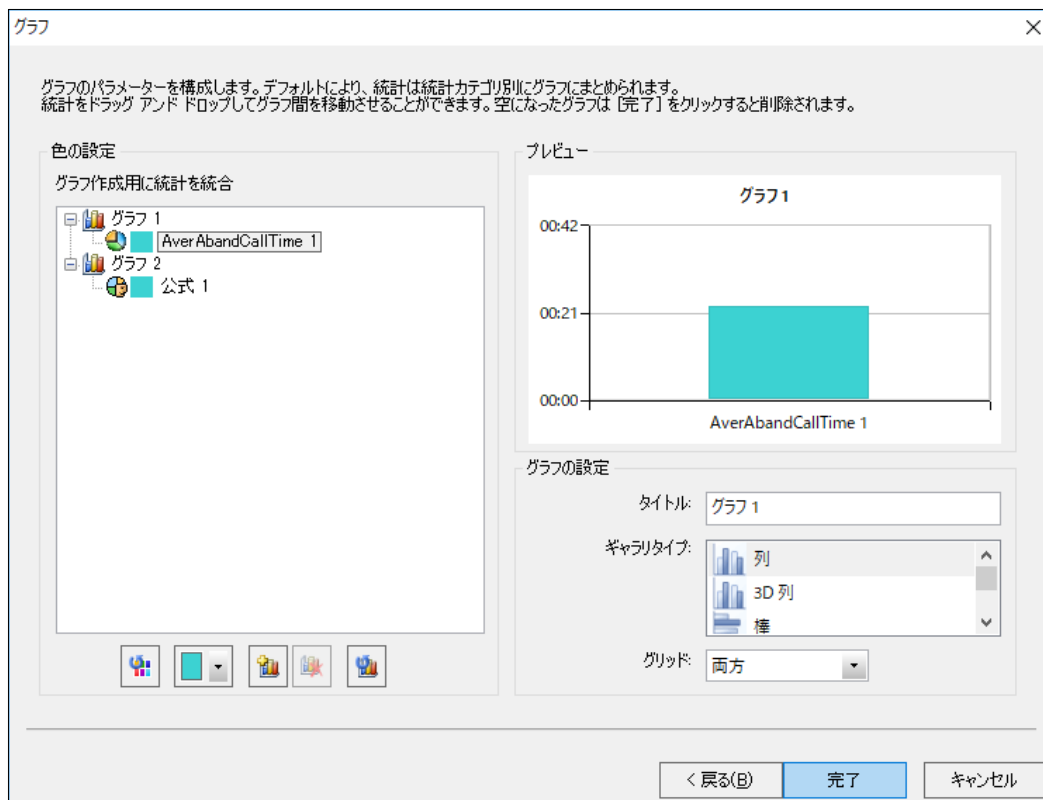 グラフ
グラフのパラメーターを構成します。デフォルトにより、統計は統計カテゴリ別にグラフにまとめられます。
統計をドラッグ アンド ドロップしてグラフ間を移動させることができます。空になったグラフは [完了] をクリックすると削除されます。
色の設定
グラフ作成用に統計を統合
グラフ 1
AverAbandCallTime 1
グラフ 2
公式 1
プレビュー
グラフ1
00:42
00:21
00:00
AverAbandCallTime 1
グラフの設定
タイトル: グラフ 1
ギャラリタイプ: 列
3D 列
棒
グリッド: 両方
< 戻る(B)
完了
キャンセル